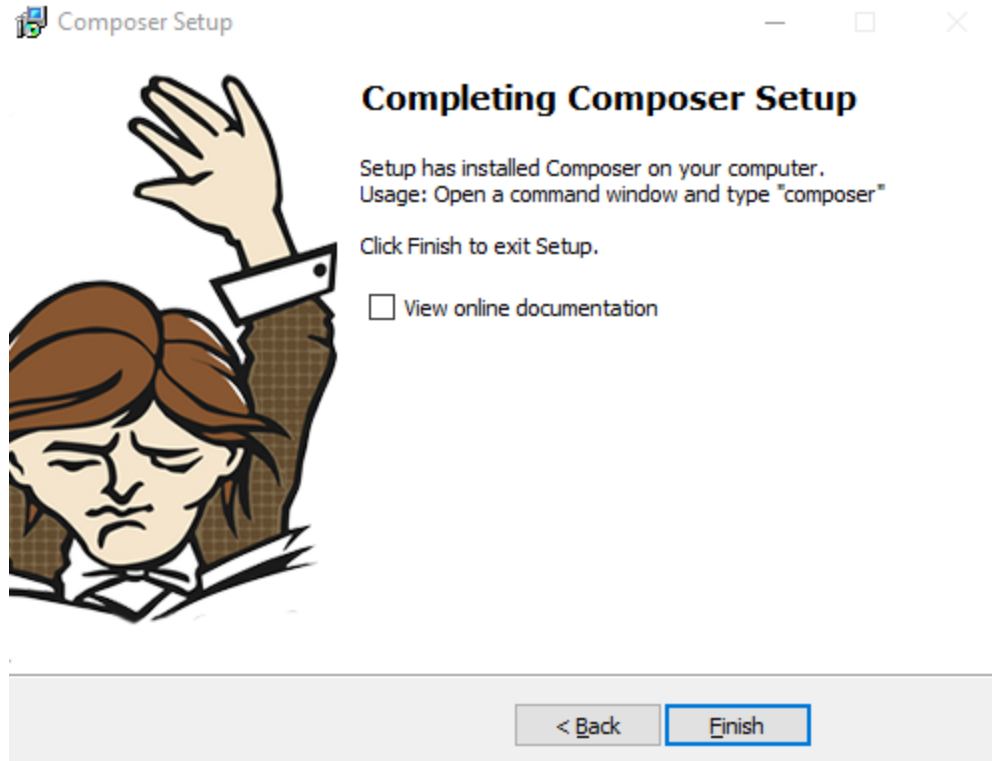 Composer Setup
Completing Composer Setup
Setup has installed Composer on your computer.
Usage: Open a command window and type "composer"
Click Finish to exit Setup.
View online documentation
< Back
Finish